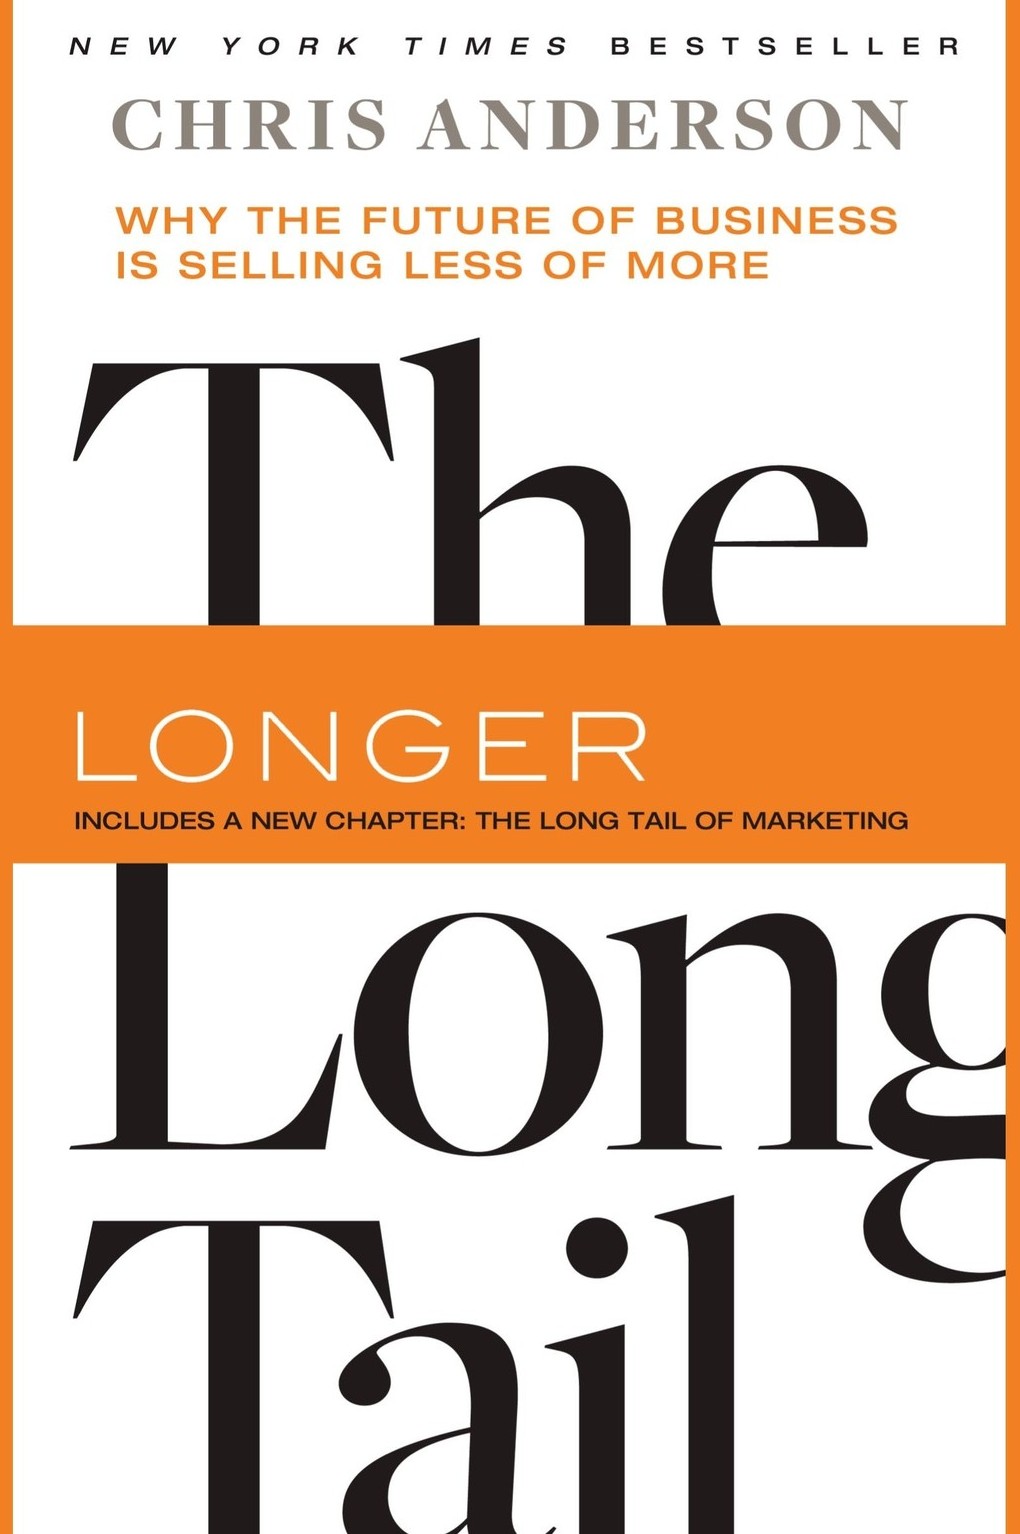 NEW YORK TIMES BESTSELLER
CHRIS ANDERSON
WHY THE FUTURE OF BUSINESS
IS SELLING LESS OF MORE
The
LONGER
INCLUDES A NEW CHAPTER: THE LONG TAIL OF MARKETING
Long
Tail